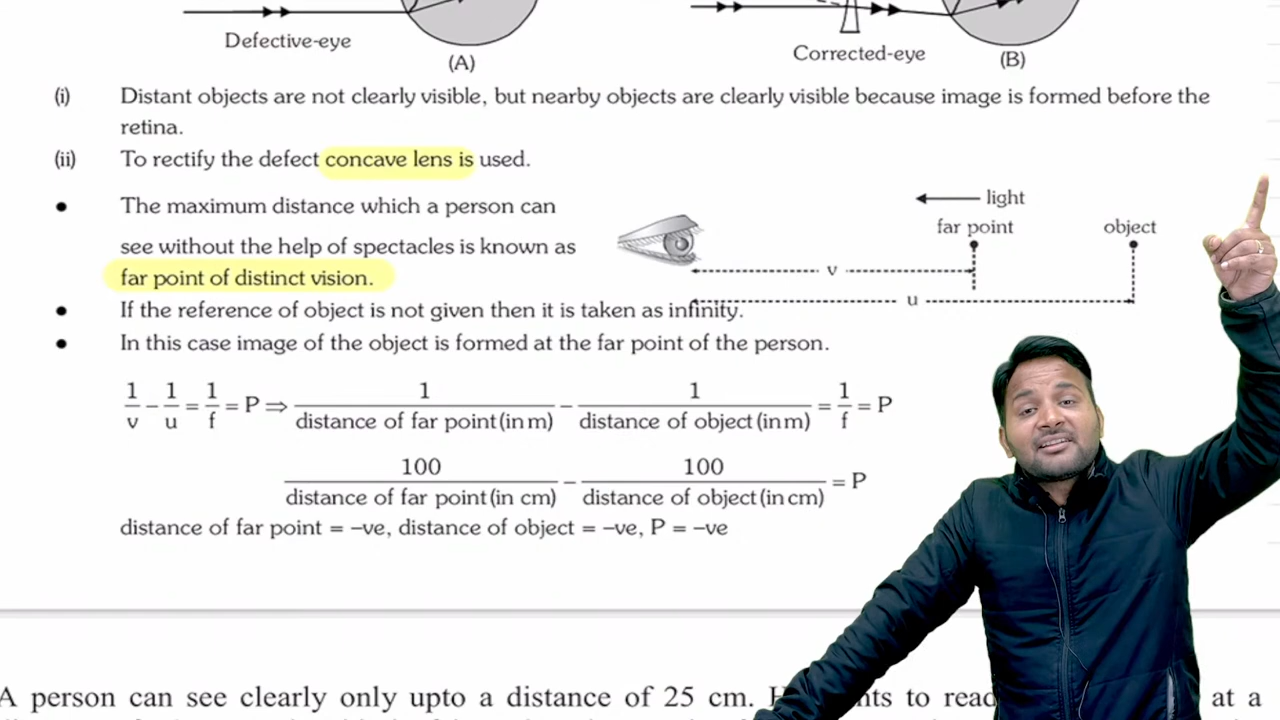 Defective-eye
(A)
Corrected-eye
(B)
(i) Distant objects are not clearly visible, but nearby objects are clearly visible because image is formed before the
retina.
(ii) To rectify the defect concave lens is used.
• The maximum distance which a person can
see without the help of spectacles is known as
far point of distinct vision.
light
far point
object
v
u
• If the reference of object is not given then it is taken as infinity.
• In this case image of the object is formed at the far point of the person.
1/v − 1/u = 1/f = P ⇒ 1/distance of far point (in m) − 1/distance of object (in m) = 1/f = P
100/distance of far point (in cm) − 100/distance of object (in cm) = P
distance of far point = –ve, distance of object = –ve, P = –ve
A person can see clearly only upto a distance of 25 cm. at a